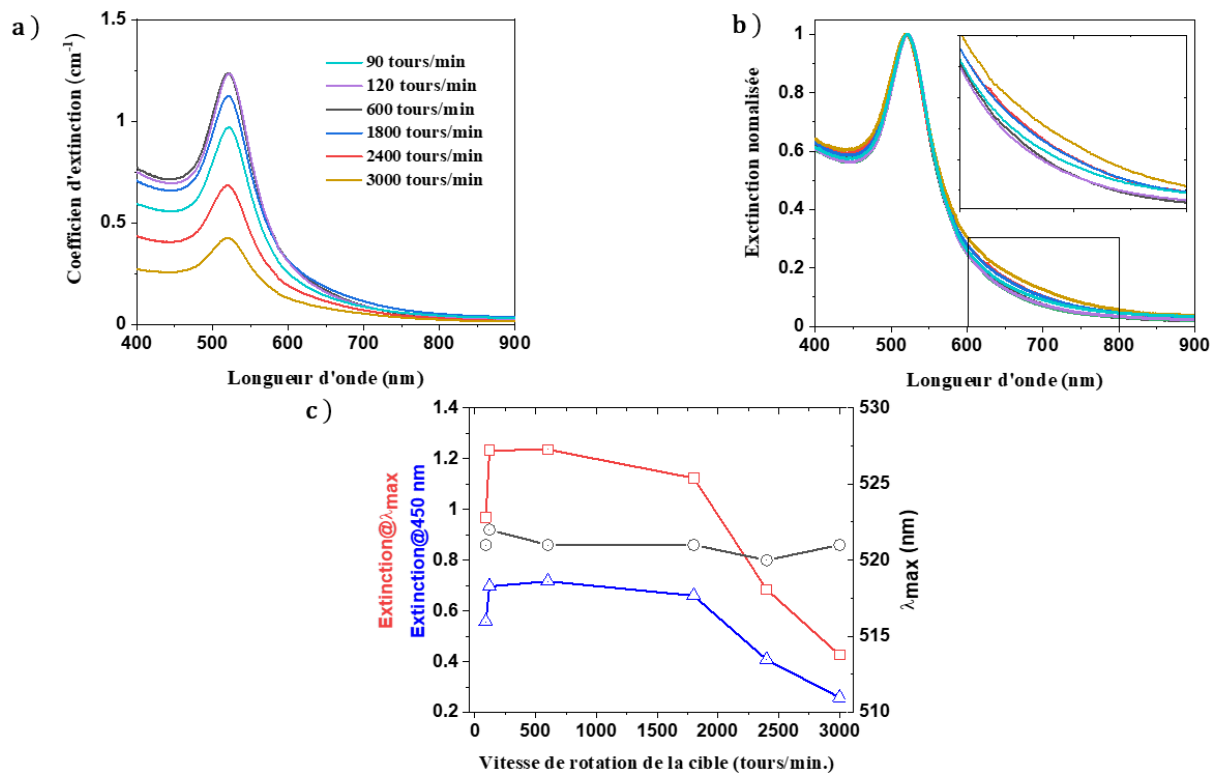 a )
1.5
1
0.5
0
400 500 600 700 800 900
Coefficien d'extinction (cm-1)
Longueur d'onde (nm)
90 tours/min
120 tours/min
600 tours/min
1800 tours/min
2400 tours/min
3000 tours/min
b )
1
0.8
0.6
0.4
0.2
0
400 500 600 700 800 900
Exctinction nomalisée
Longueur d'onde (nm)
c )
1.4
1.2
1
0.8
0.6
0.4
0.2
530
525
520
515
510
0 500 1000 1500 2000 2500 3000
Extinction@λmax
Extinction@450 nm
λmax (nm)
Vitesse de rotation de la cible (tours/min.)